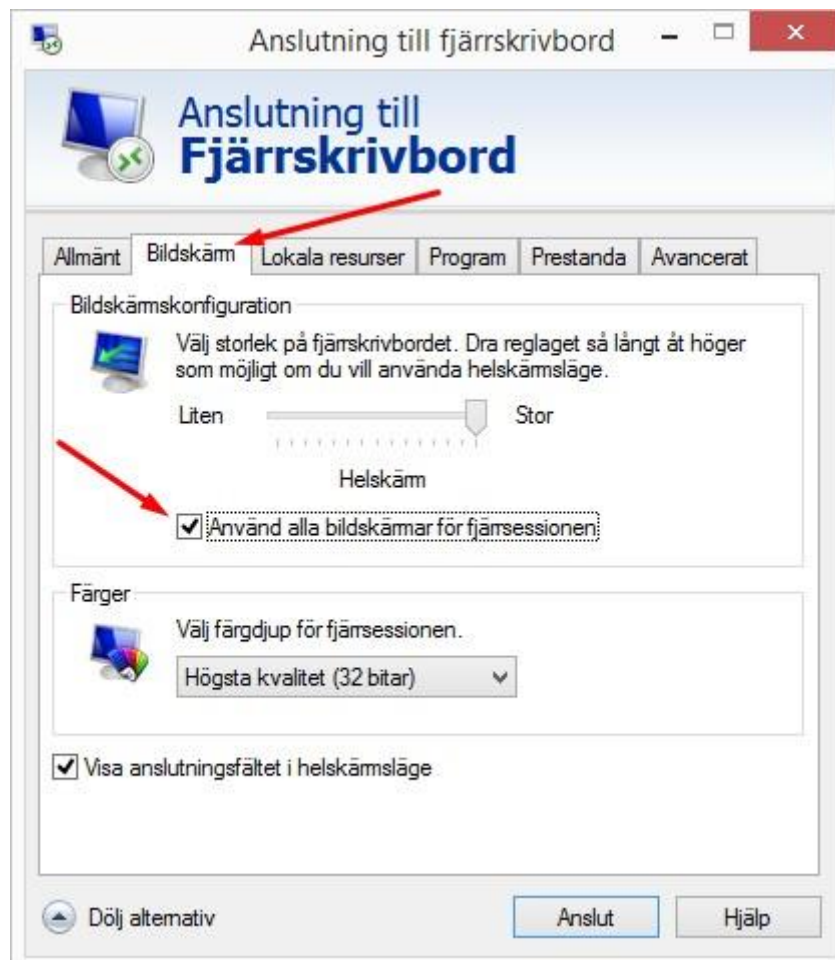 Anslutning till fjärrskrivbord
Anslutning till
Fjärrskrivbord
Allmänt Bildskärm Lokala resurser Program Prestanda Avancerat
Bildskärmskonfiguration
Välj storlek på fjärrskrivbordet. Dra reglaget så långt åt höger
som möjligt om du vill använda helskärmsläge.
Liten Stor
Helskärm
Använd alla bildskärmar för fjärrsessionen
Färger
Välj färgdjup för fjärrsessionen.
Högsta kvalitet (32 bitar)
Visa anslutningsfältet i helskärmsläge
Dölj alternativ Anslut Hjälp